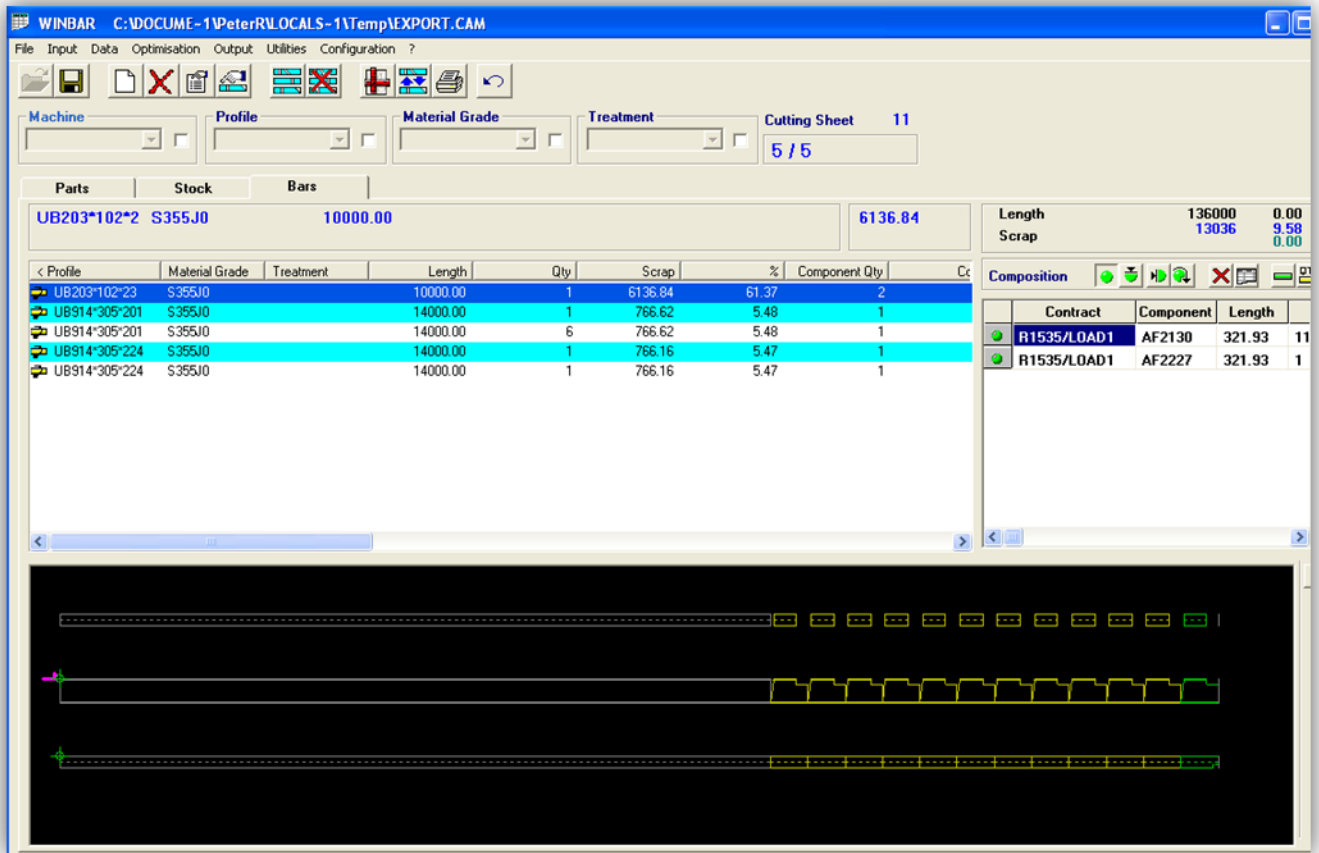 WINBAR C:\DOCUME~1\PeterR\LOCALS~1\Temp\EXPORT.CAM
File Input Data Optimisation Output Utilities Configuration ?
Machine Profile Material Grade Treatment Cutting Sheet 11
5 / 5
Parts Stock Bars
UB203*102*2 S355J0 10000.00 6136.84
Length 136000 0.00
Scrap 13036 9.58
0.00
< Profile Material Grade Treatment Length Qty Scrap % Component Qty Co
UB203*102*23 S355J0 10000.00 1 6136.84 61.37 2
UB914*305*201 S355J0 14000.00 1 766.62 5.48 1
UB914*305*201 S355J0 14000.00 6 766.62 5.48 1
UB914*305*224 S355J0 14000.00 1 766.16 5.47 1
UB914*305*224 S355J0 14000.00 1 766.16 5.47 1
Composition
Contract Component Length
R1535/LOAD1 AF2130 321.93 11
R1535/LOAD1 AF2227 321.93 1